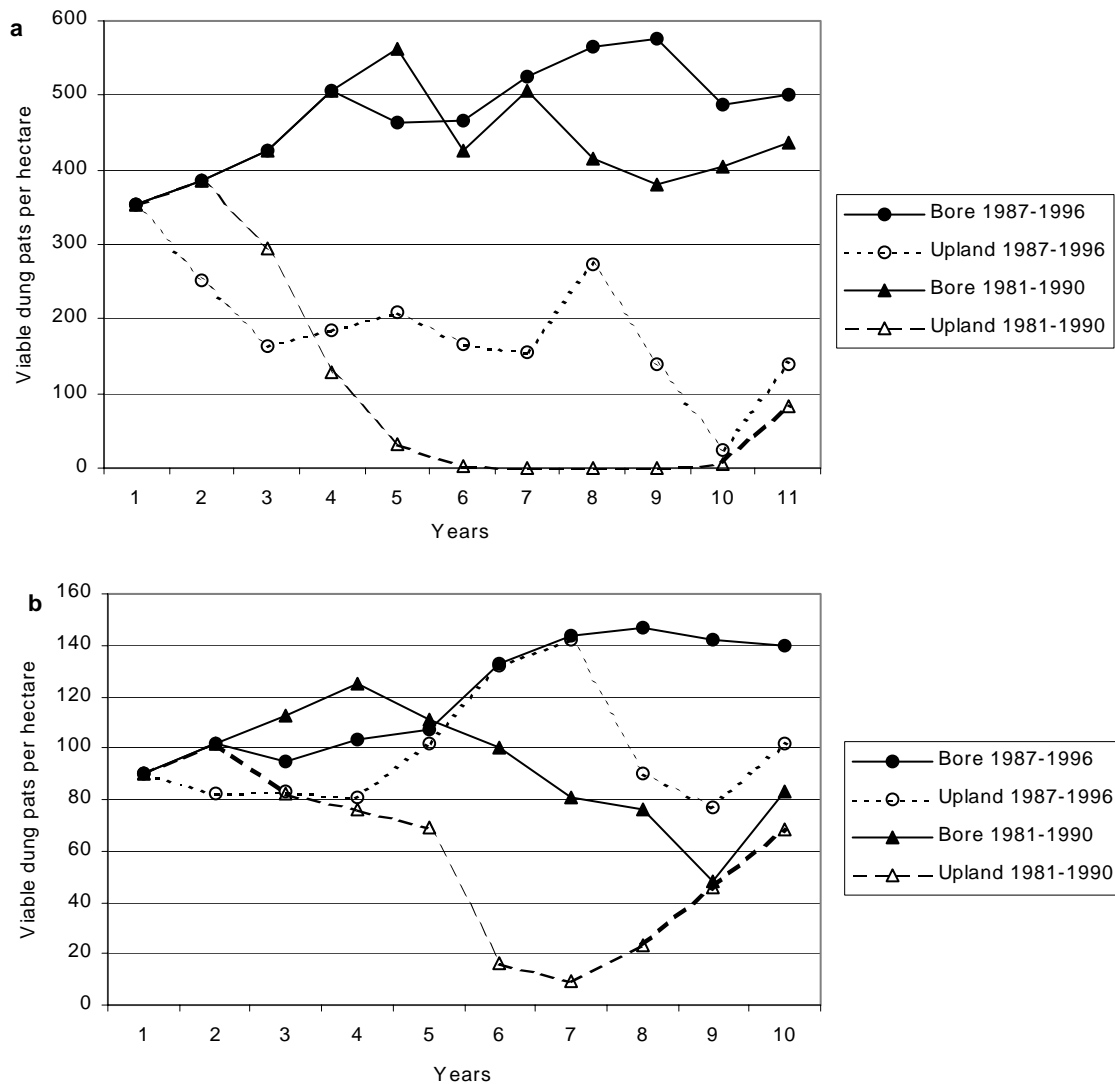 a
Viable dung pats per hectare
600
500
400
300
200
100
0
1 2 3 4 5 6 7 8 9 10 11
Years
Bore 1987-1996
Upland 1987-1996
Bore 1981-1990
Upland 1981-1990
b
Viable dung pats per hectare
160
140
120
100
80
60
40
20
0
1 2 3 4 5 6 7 8 9 10
Years
Bore 1987-1996
Upland 1987-1996
Bore 1981-1990
Upland 1981-1990